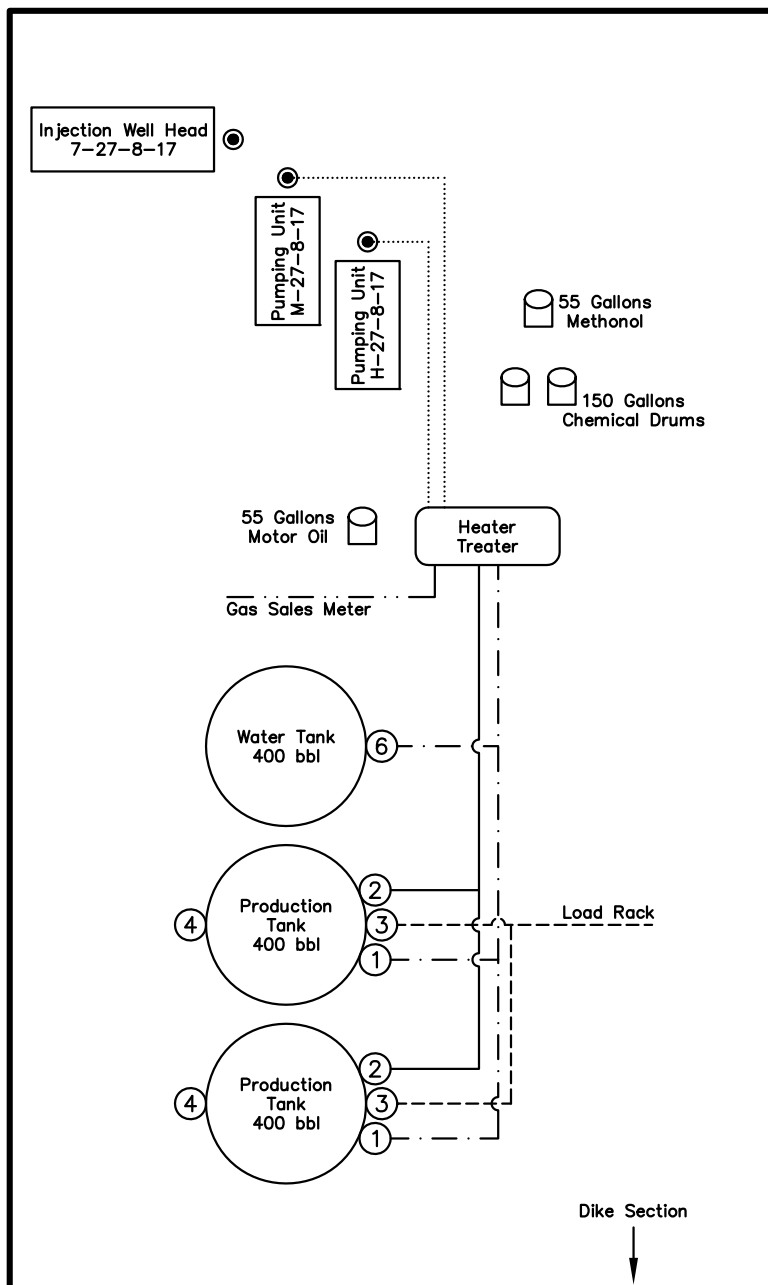 Injection Well Head
7-27-8-17
Pumping Unit
M-27-8-17
Pumping Unit
H-27-8-17
55 Gallons
Methonol
150 Gallons
Chemical Drums
55 Gallons
Motor Oil
Heater
Treater
Gas Sales Meter
Water Tank
400 bbl
6
2
Production
Tank
400 bbl
4
3
Load Rack
1
2
Production
Tank
400 bbl
4
3
1
Dike Section